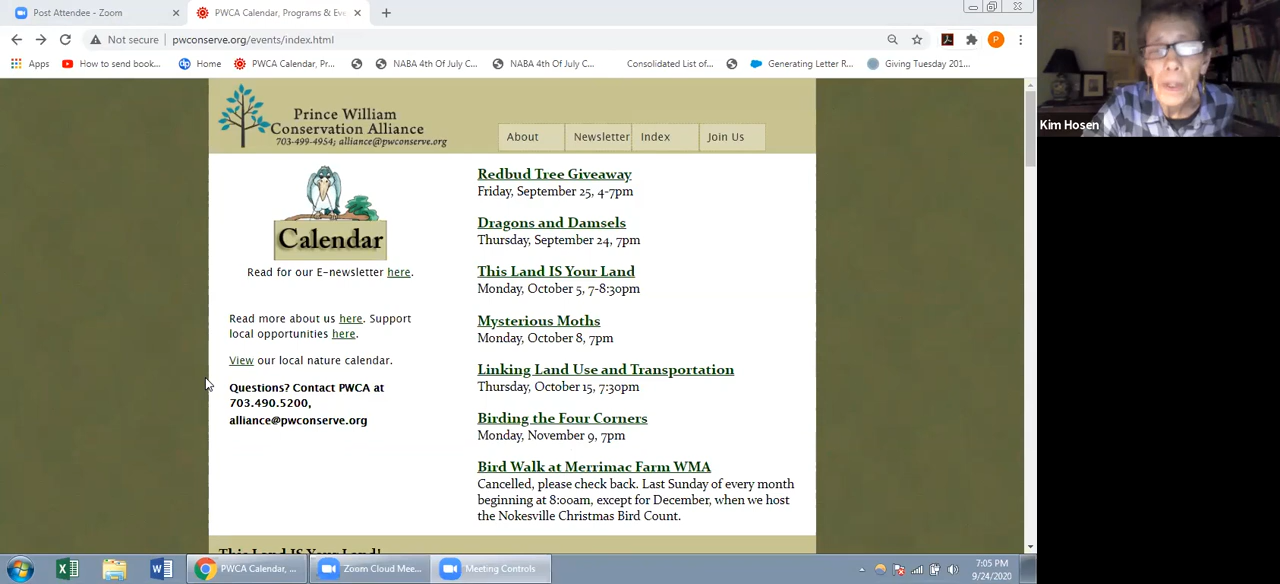 Post Attendee - Zoom
PWCA Calendar, Programs & Eve
Not secure | pwconserve.org/events/index.html
Apps
How to send book...
Home
PWCA Calendar, Pr...
NABA 4th Of July C...
NABA 4th Of July C...
Consolidated List of...
Generating Letter R...
Giving Tuesday 201...
P
Kim Hosen
Prince William
Conservation Alliance
703-499-4954; alliance@pwconserve.org
About
Newsletter
Index
Join Us
Calendar
Read for our E-newsletter here.
Read more about us here. Support
local opportunities here.
View our local nature calendar.
Questions? Contact PWCA at
703.490.5200,
alliance@pwconserve.org
Redbud Tree Giveaway
Friday, September 25, 4-7pm
Dragons and Damsels
Thursday, September 24, 7pm
This Land IS Your Land
Monday, October 5, 7-8:30pm
Mysterious Moths
Monday, October 8, 7pm
Linking Land Use and Transportation
Thursday, October 15, 7:30pm
Birding the Four Corners
Monday, November 9, 7pm
Bird Walk at Merrimac Farm WMA
Cancelled, please check back. Last Sunday of every month
beginning at 8:00am, except for December, when we host
the Nokesville Christmas Bird Count.
This Land IS Your Land!
PWCA Calendar, ...
Zoom Cloud Mee...
Meeting Controls
7:05 PM
9/24/2020